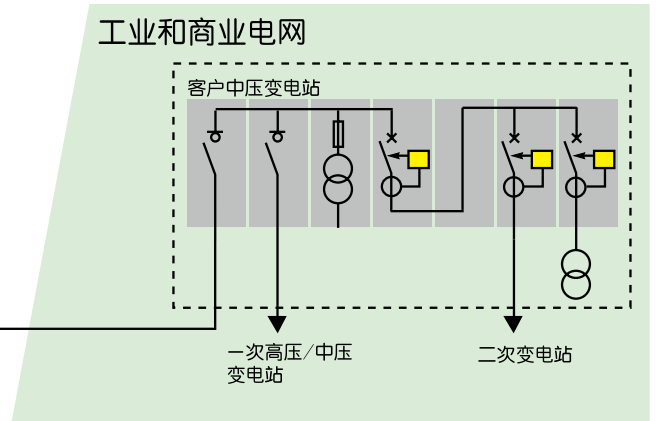 工业和商业电网
客户中压变电站
一次高压/中压
变电站
二次变电站